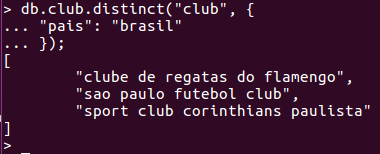 > db.club.distinct("club", {
... "pais": "brasil"
... });
[
        "clube de regatas do flamengo",
        "sao paulo futebol club",
        "sport club corinthians paulista"
]
>